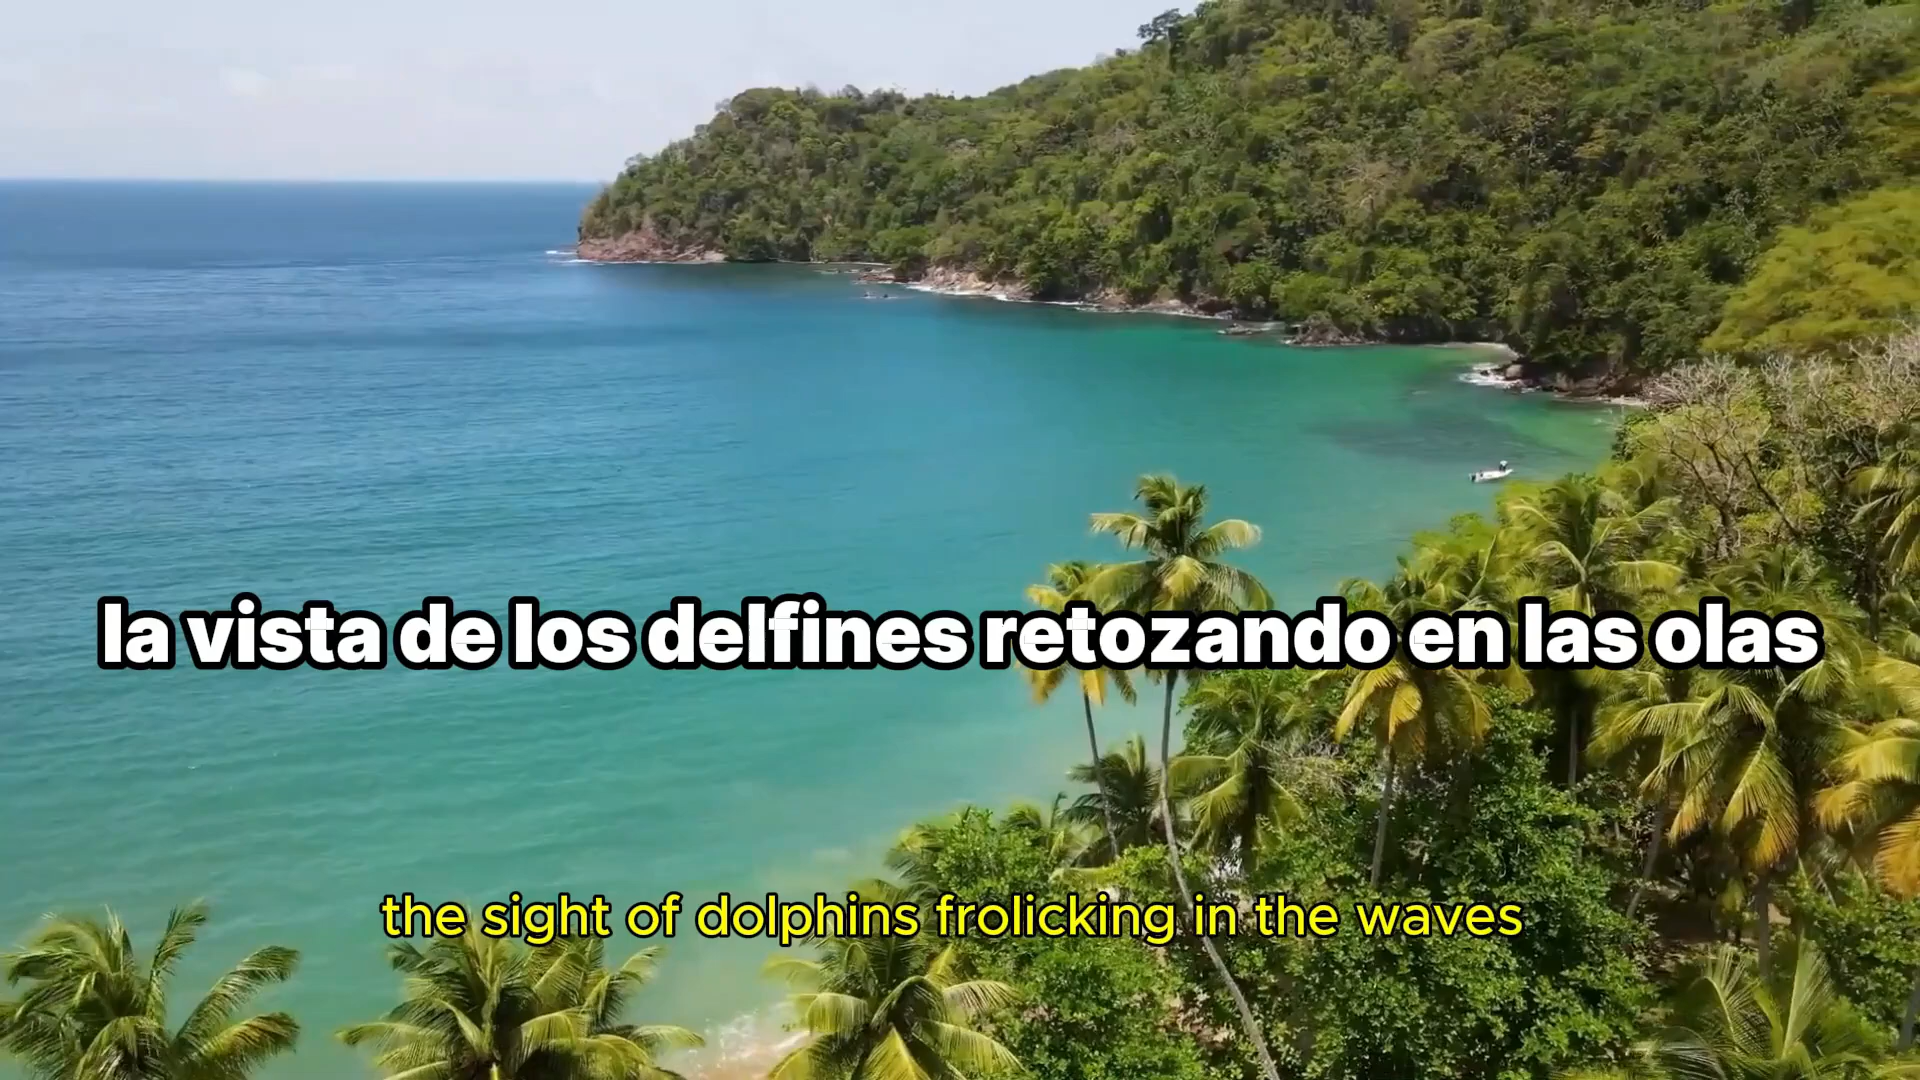 la vista de los delfines retozando en las olas
the sight of dolphins frolicking in the waves